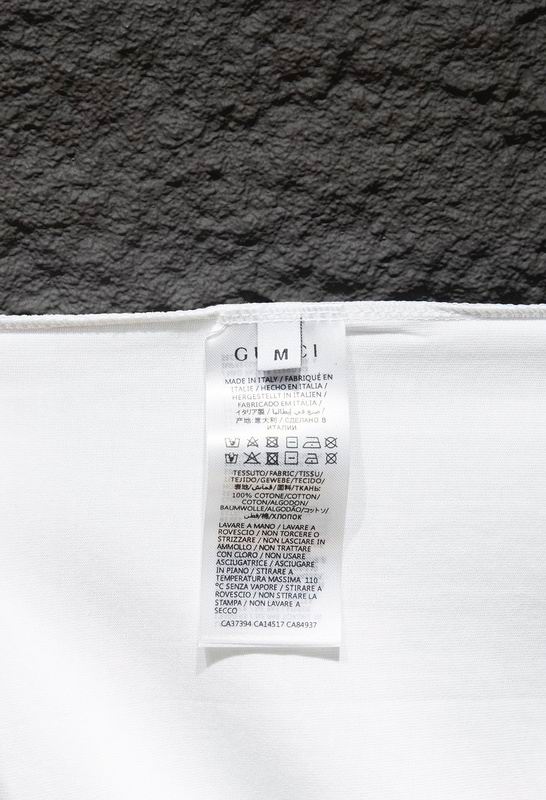 GUCCI
M
MADE IN ITALY / FABRIQUÉ EN
ITALIE / HECHO EN ITALIA /
HERGESTELLT IN ITALIEN /
FABRICADO EM ITALIA /
イタリア製 / صنع في إيطاليا /
产地:意大利 / СДЕЛАНО В
ИТАЛИИ
TESSUTO/FABRIC/TISSU/
TEJIDO/GEWEBE/TECIDO/
表地/قماش/面料/ТКАНЬ:
100% COTONE/COTTON/
COTON/ALGODON/
BAUMWOLLE/ALGODÃO/コットン/
قطن/棉/ХЛОПОК
LAVARE A MANO / LAVARE A
ROVESCIO / NON TORCERE O
STRIZZARE / NON LASCIARE IN
AMMOLLO / NON TRATTARE
CON CLORO / NON USARE
ASCIUGATRICE / ASCIUGARE
IN PIANO / STIRARE A
TEMPERATURA MASSIMA 110
°C SENZA VAPORE / STIRARE A
ROVESCIO / NON STIRARE LA
STAMPA / NON LAVARE A
SECCO
CA37394 CA14517 CA84937